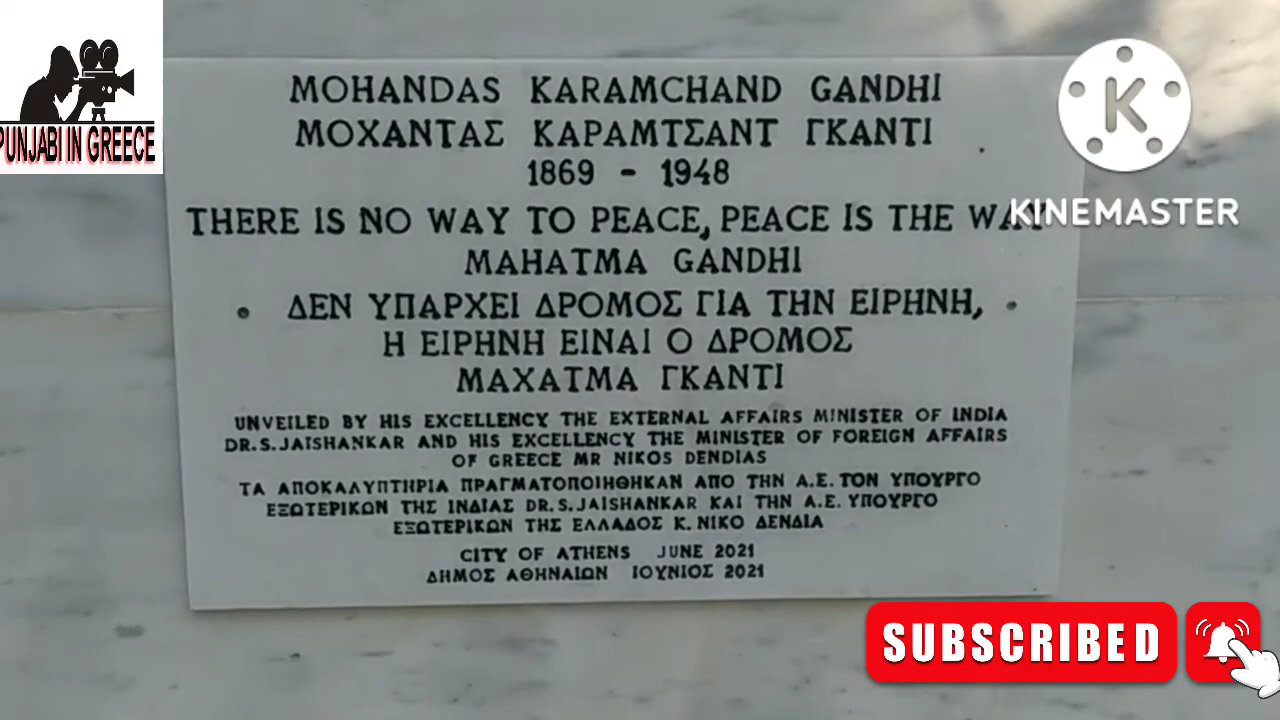 PUNJABI IN GREECE
K
KINEMASTER
MOHANDAS KARAMCHAND GANDHI
ΜΟΧΑΝΤΑΣ ΚΑΡΑΜΤΣΑΝΤ ΓΚΑΝΤΙ
1869 - 1948
THERE IS NO WAY TO PEACE, PEACE IS THE WAY
MAHATMA GANDHI
ΔΕΝ ΥΠΑΡΧΕΙ ΔΡΟΜΟΣ ΓΙΑ ΤΗΝ ΕΙΡΗΝΗ,
Η ΕΙΡΗΝΗ ΕΙΝΑΙ Ο ΔΡΟΜΟΣ
ΜΑΧΑΤΜΑ ΓΚΑΝΤΙ
UNVEILED BY HIS EXCELLENCY THE EXTERNAL AFFAIRS MINISTER OF INDIA
DR.S.JAISHANKAR AND HIS EXCELLENCY THE MINISTER OF FOREIGN AFFAIRS
OF GREECE MR NIKOS DENDIAS
ΤΑ ΑΠΟΚΑΛΥΠΤΗΡΙΑ ΠΡΑΓΜΑΤΟΠΟΙΗΘΗΚΑΝ ΑΠΟ ΤΗΝ Α.Ε. ΤΟΝ ΥΠΟΥΡΓΟ
ΕΞΩΤΕΡΙΚΩΝ ΤΗΣ ΙΝΔΙΑΣ DR.S.JAISHANKAR ΚΑΙ ΤΗΝ Α.Ε. ΥΠΟΥΡΓΟ
ΕΞΩΤΕΡΙΚΩΝ ΤΗΣ ΕΛΛΑΔΟΣ Κ. ΝΙΚΟ ΔΕΝΔΙΑ
CITY OF ATHENS JUNE 2021
ΔΗΜΟΣ ΑΘΗΝΑΙΩΝ ΙΟΥΝΙΟΣ 2021
SUBSCRIBED